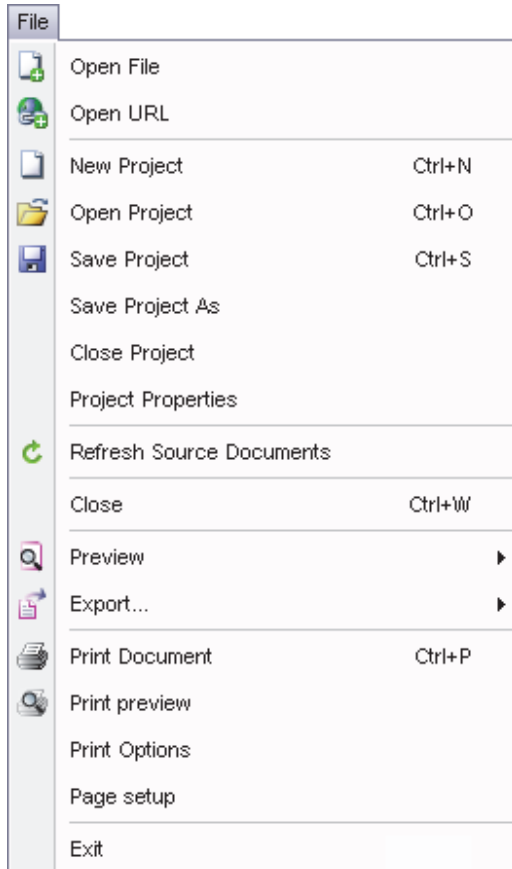 File
Open File
Open URL
New Project Ctrl+N
Open Project Ctrl+O
Save Project Ctrl+S
Save Project As
Close Project
Project Properties
Refresh Source Documents
Close Ctrl+W
Preview
Export...
Print Document Ctrl+P
Print preview
Print Options
Page setup
Exit